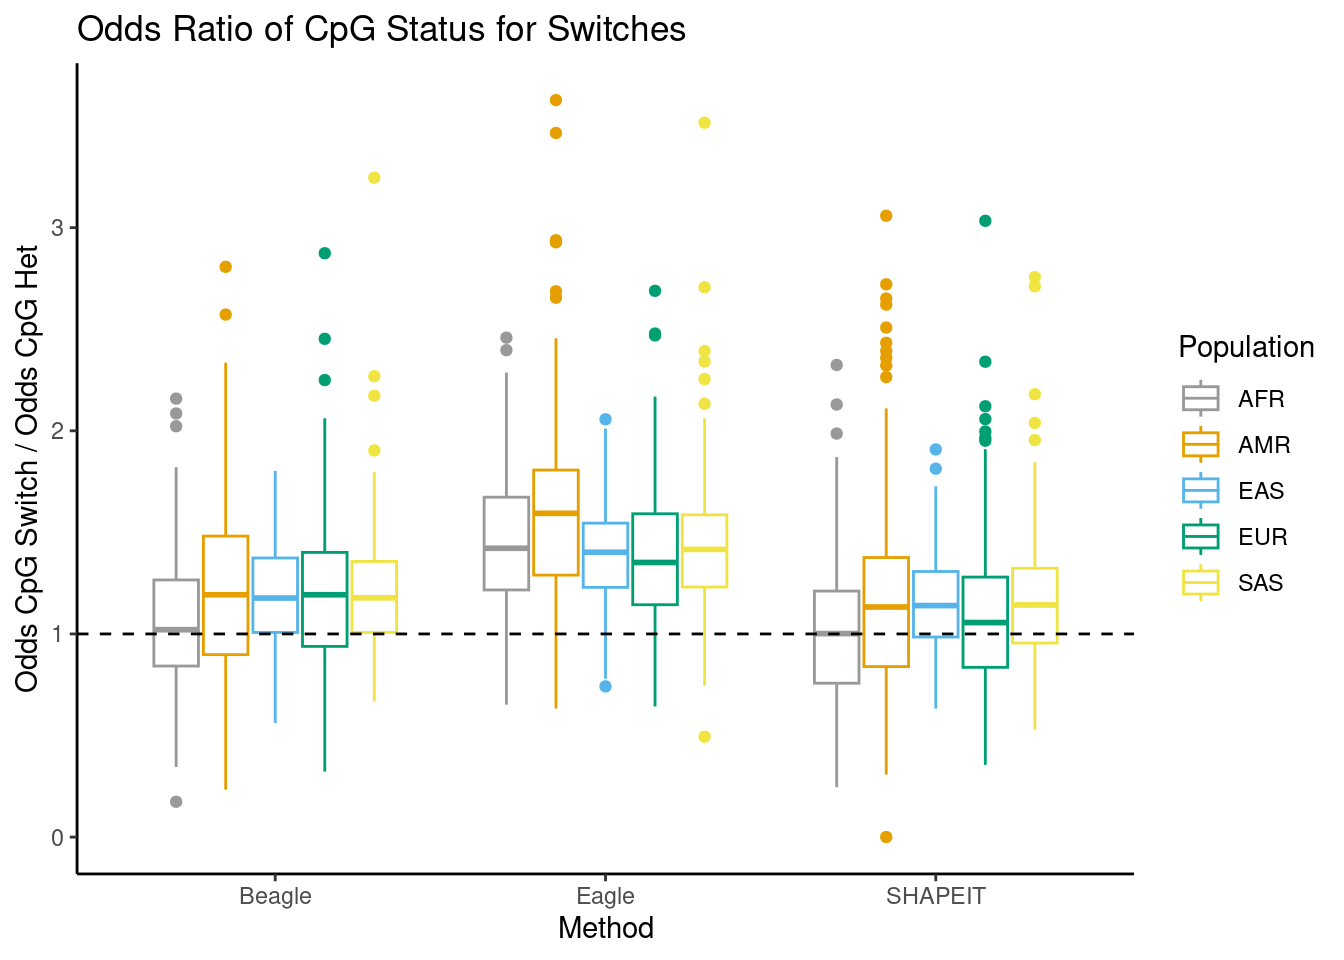 Odds Ratio of CpG Status for Switches
Odds CpG Switch / Odds CpG Het
3
2
1
0
Beagle
Eagle
SHAPEIT
Method
Population
AFR
AMR
EAS
EUR
SAS